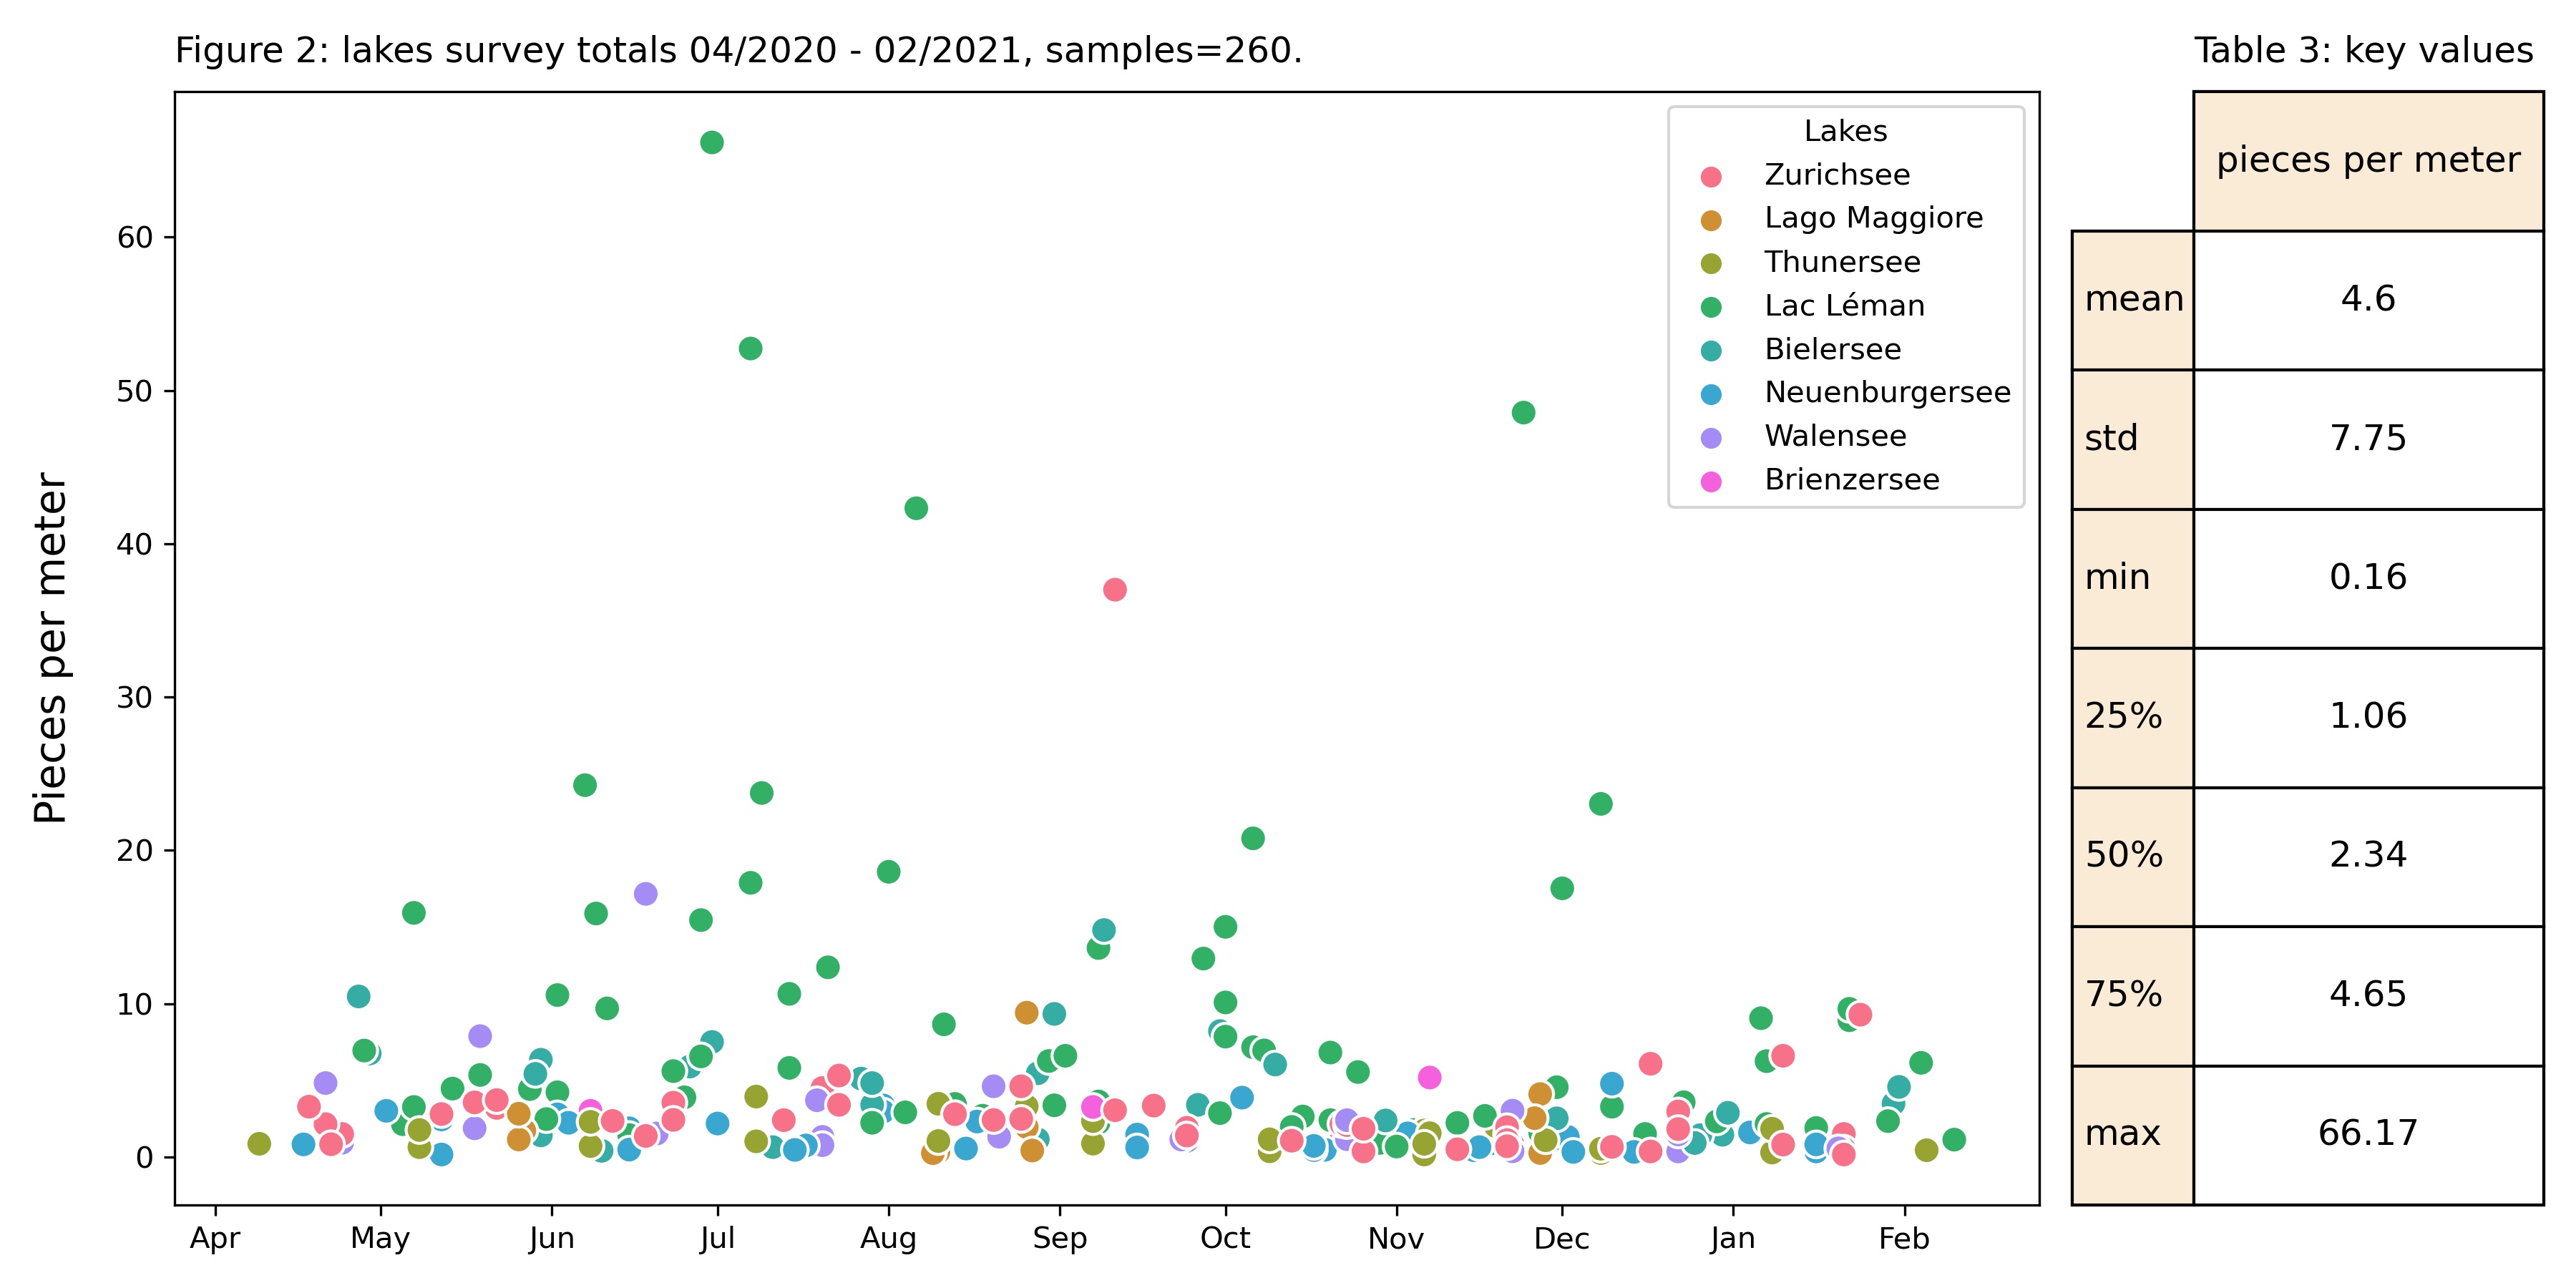 Figure 2: lakes survey totals 04/2020 - 02/2021, samples=260.
Pieces per meter
60
50
40
30
20
10
0
Apr May Jun Jul Aug Sep Oct Nov Dec Jan Feb
Lakes
Zurichsee
Lago Maggiore
Thunersee
Lac Léman
Bielersee
Neuenburgersee
Walensee
Brienzersee
Table 3: key values
pieces per meter
mean 4.6
std 7.75
min 0.16
25% 1.06
50% 2.34
75% 4.65
max 66.17